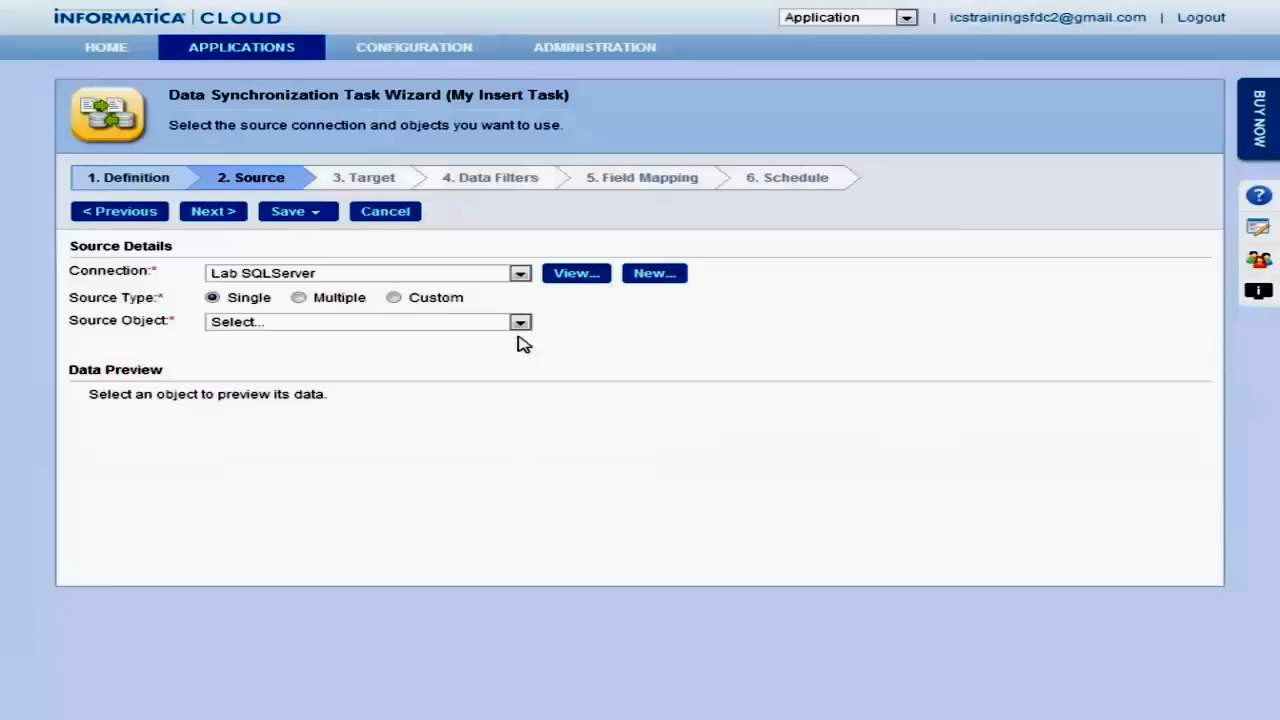 INFORMATICA | CLOUD
Application | icstrainingsfdc2@gmail.com | Logout
HOME APPLICATIONS CONFIGURATION ADMINISTRATION
Data Synchronization Task Wizard (My Insert Task)
Select the source connection and objects you want to use.
BUY NOW
1. Definition 2. Source 3. Target 4. Data Filters 5. Field Mapping 6. Schedule
< Previous Next > Save Cancel
?
Source Details
Connection:* Lab SQLServer View... New...
Source Type:* Single Multiple Custom
Source Object:* Select...
Data Preview
Select an object to preview its data.